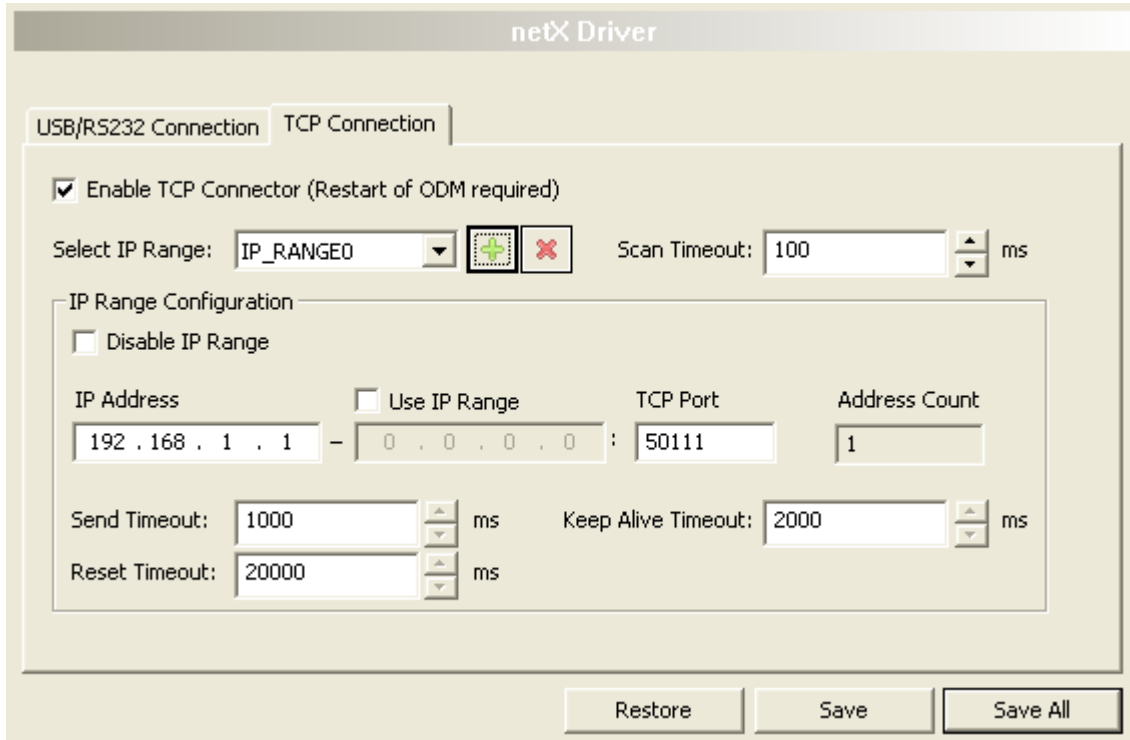 netX Driver
USB/RS232 Connection TCP Connection
Enable TCP Connector (Restart of ODM required)
Select IP Range: IP_RANGE0 Scan Timeout: 100 ms
IP Range Configuration
Disable IP Range
IP Address Use IP Range TCP Port Address Count
192 . 168 . 1 . 1 – 0 . 0 . 0 . 0 : 50111 1
Send Timeout: 1000 ms Keep Alive Timeout: 2000 ms
Reset Timeout: 20000 ms
Restore Save Save All